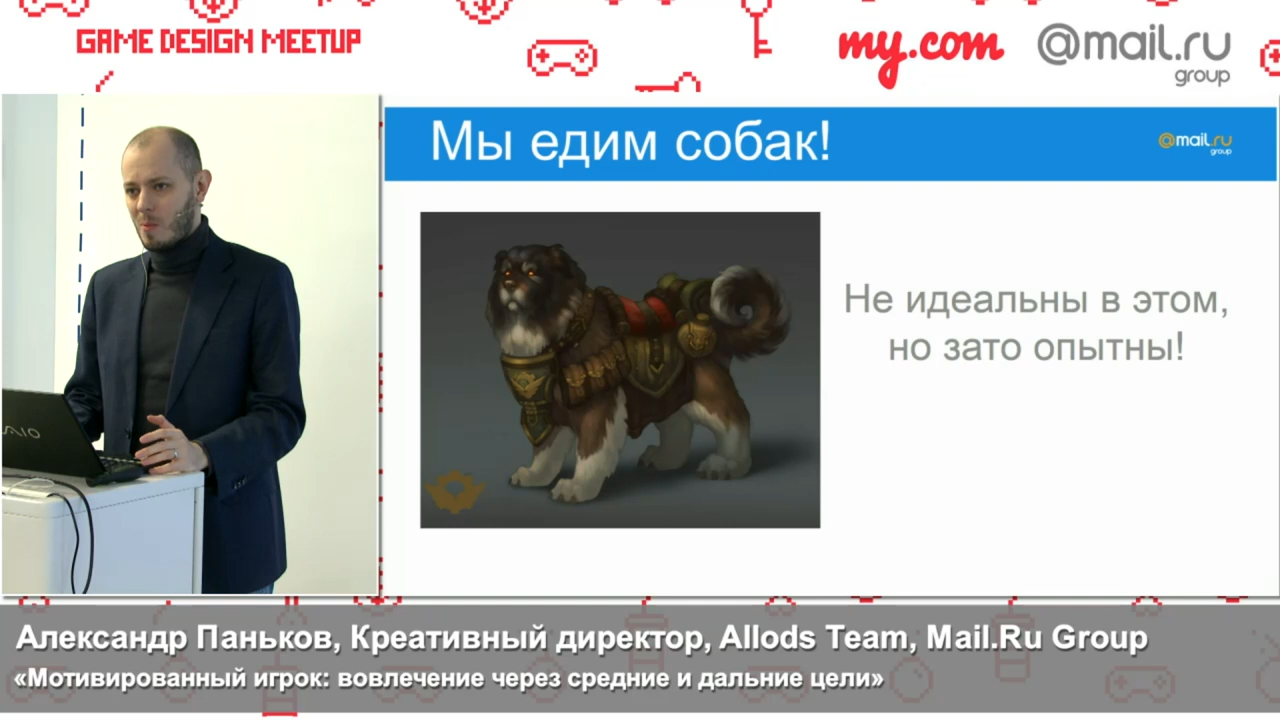 GAME DESIGN MEETUP
my.com
@mail.ru
group
Мы едим собак!
@mail.ru
group
Не идеальны в этом,
но зато опытны!
VAIO
Александр Паньков, Креативный директор, Allods Team, Mail.Ru Group
«Мотивированный игрок: вовлечение через средние и дальние цели»